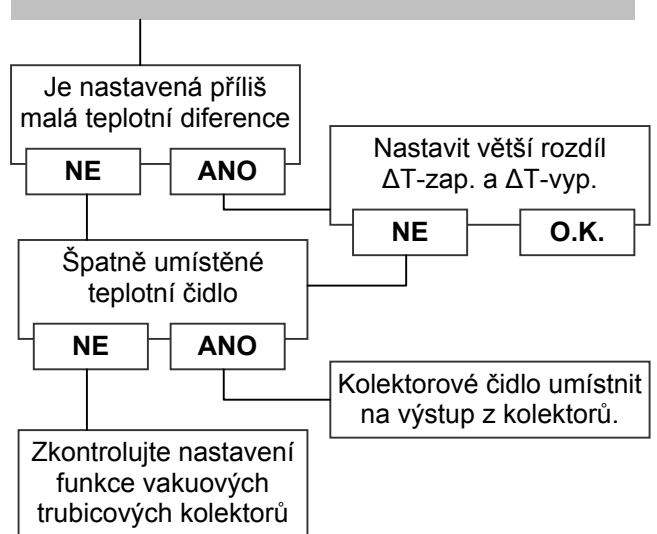 Je nastavená příliš
malá teplotní diference
NE
ANO
Nastavit větší rozdíl
ΔT-zap. a ΔT-vyp.
NE
O.K.
Špatně umístěné
teplotní čidlo
NE
ANO
Kolektorové čidlo umístnit
na výstup z kolektorů.
Zkontrolujte nastavení
funkce vakuových
trubicových kolektorů